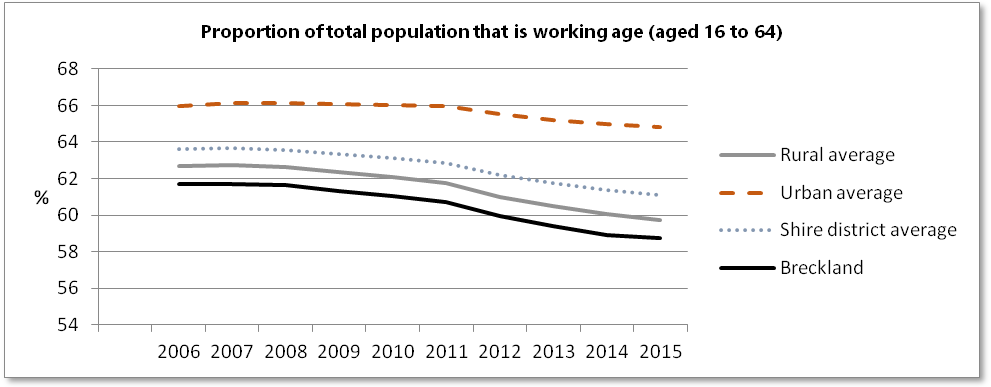 Proportion of total population that is working age (aged 16 to 64)
68
66
64
62
60
58
56
54
%
2006 2007 2008 2009 2010 2011 2012 2013 2014 2015
Rural average
Urban average
Shire district average
Breckland